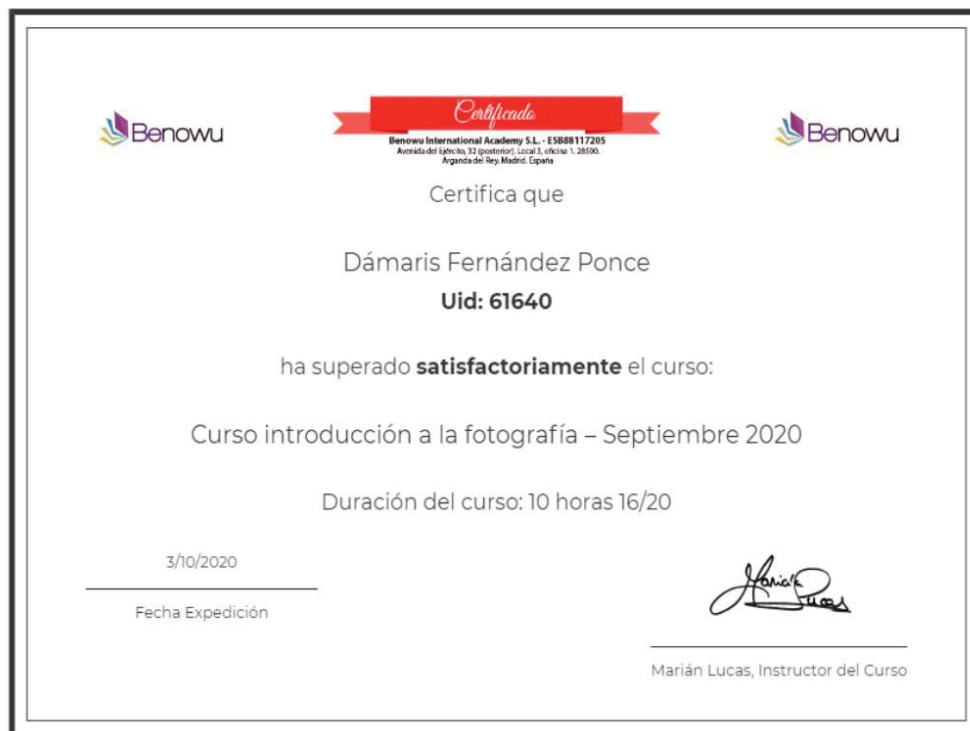 Benowu
Certificado
Benowu
Benowu International Academy S.L. - ESB88117205
Avenida del Ejército, 32 (posterior). Local 3, oficina 1. 28500.
Arganda del Rey. Madrid. España
Certifica que
Dámaris Fernández Ponce
Uid: 61640
ha superado satisfactoriamente el curso:
Curso introducción a la fotografía – Septiembre 2020
Duración del curso: 10 horas 16/20
3/10/2020
Fecha Expedición
Marián Lucas
Marián Lucas, Instructor del Curso